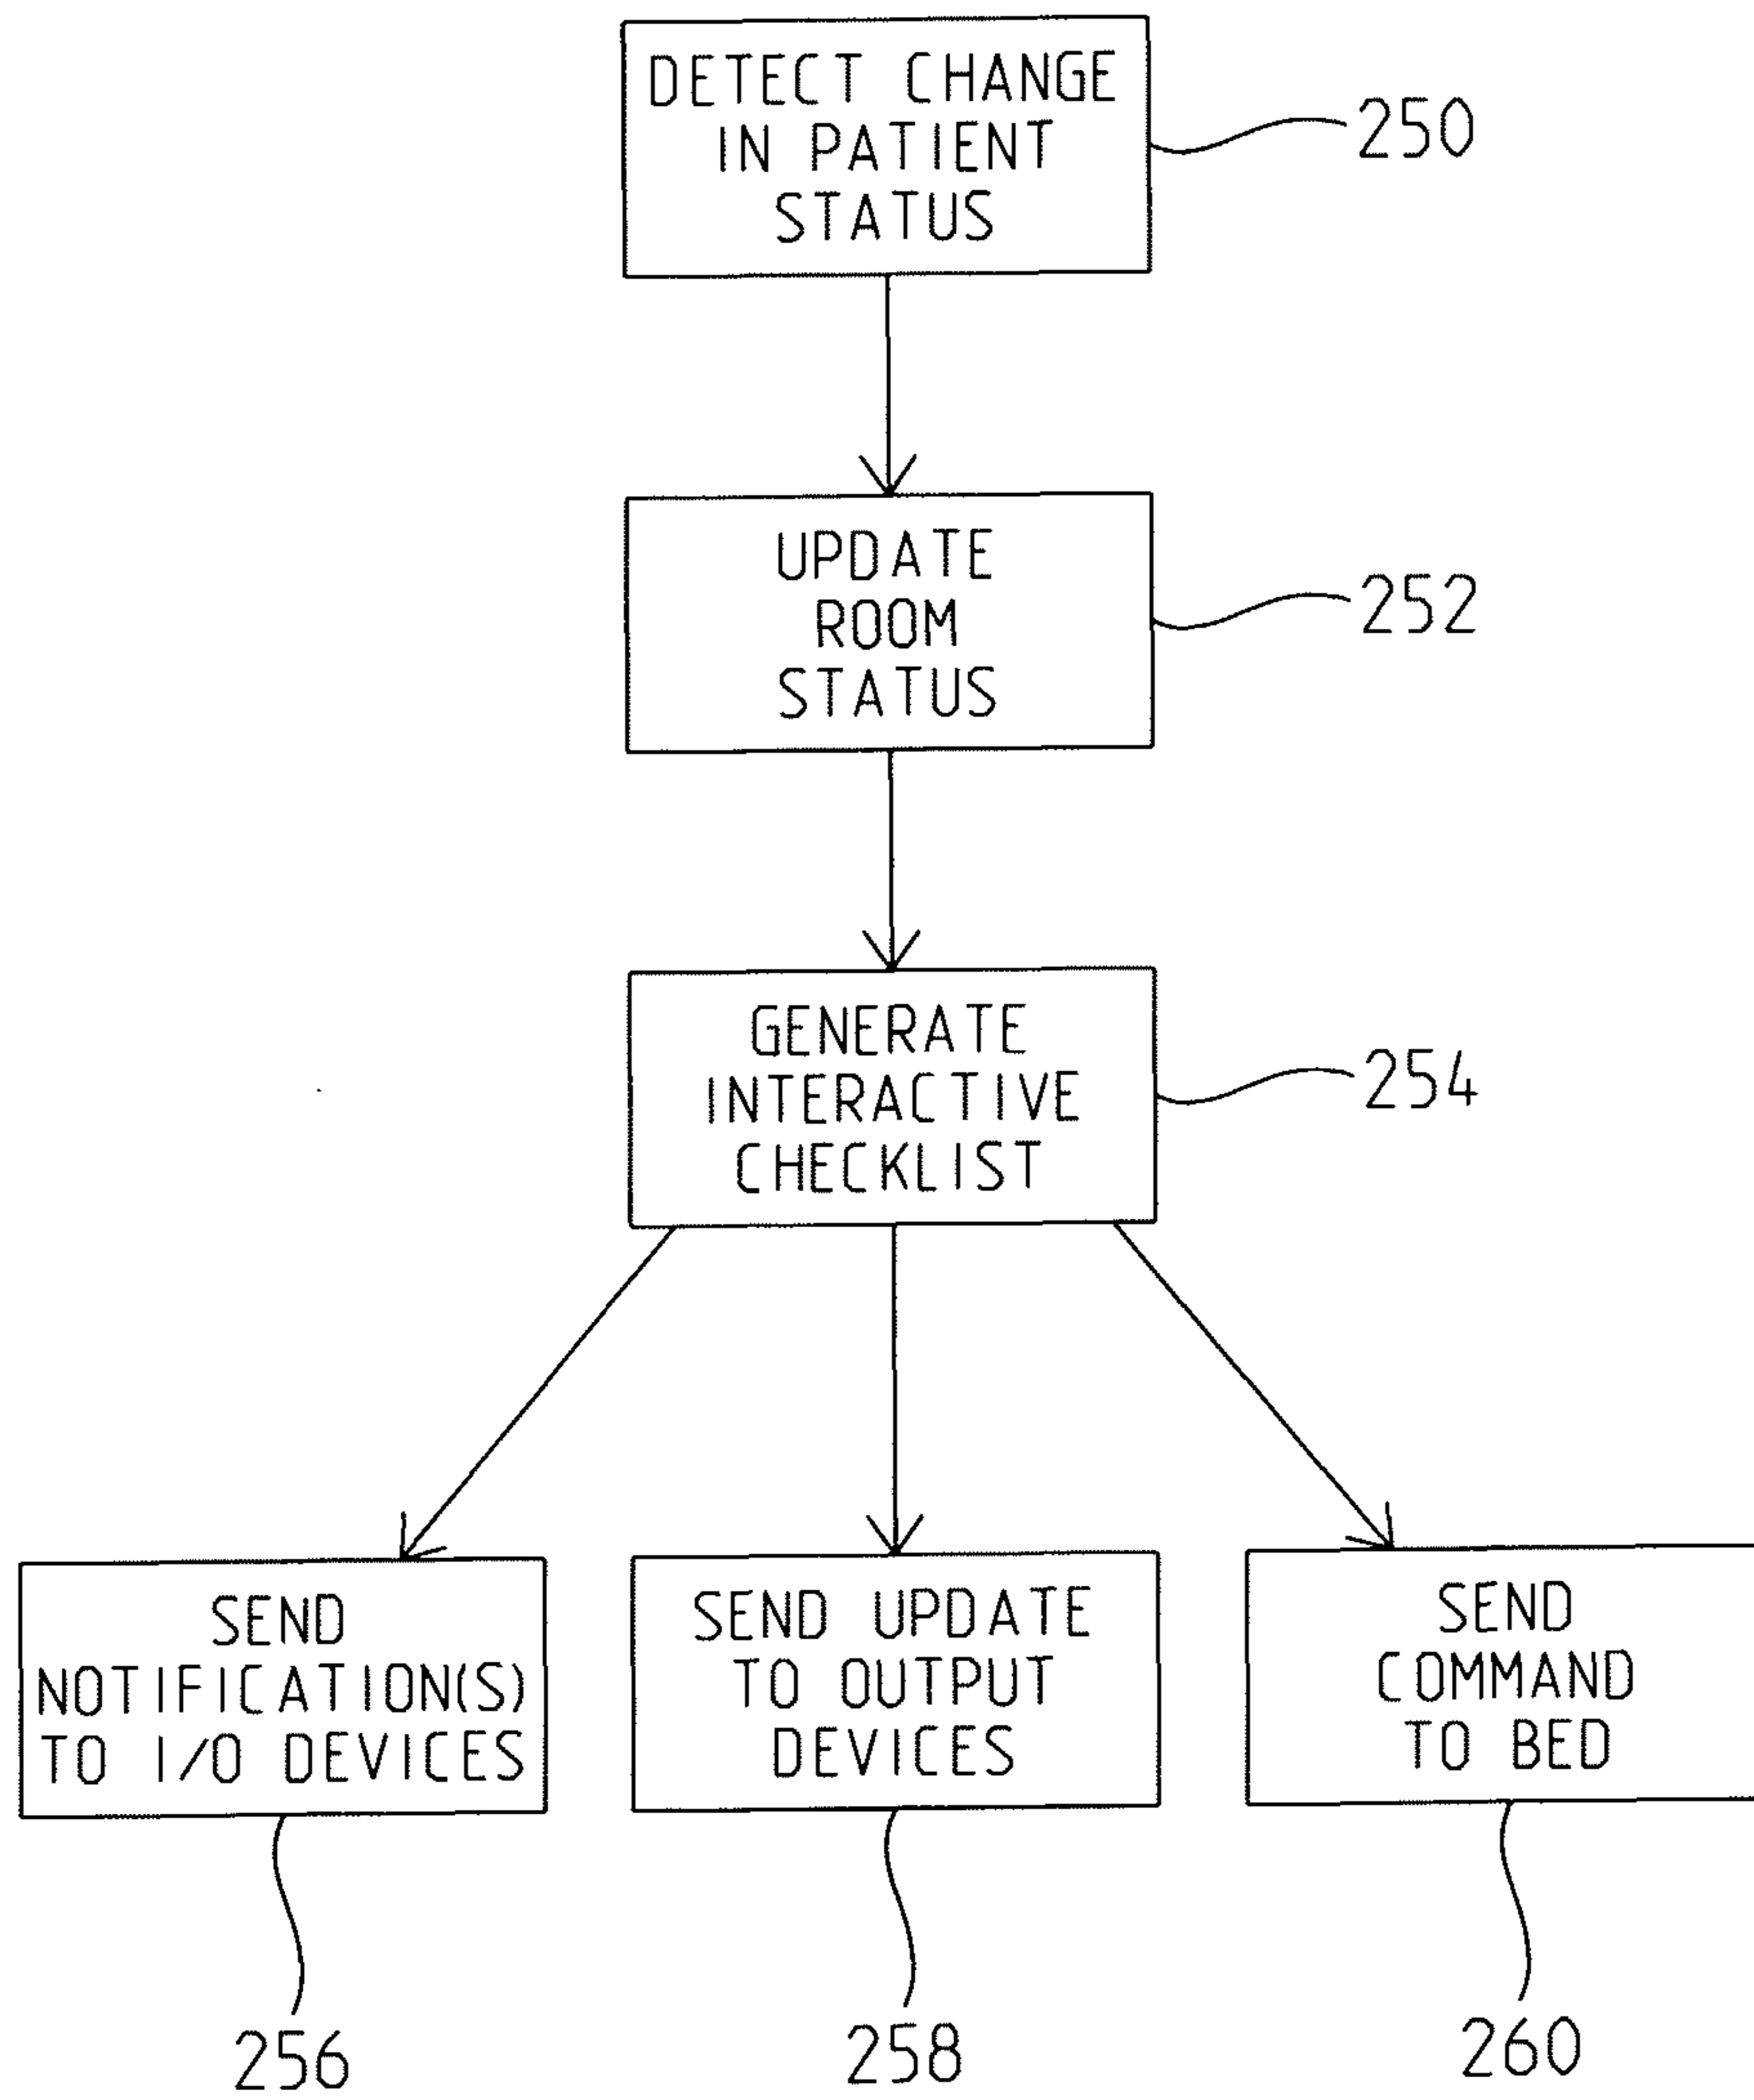 DETECT CHANGE
IN PATIENT
STATUS
250
UPDATE
ROOM
STATUS
252
GENERATE
INTERACTIVE
CHECKLIST
254
SEND
NOTIFICATION(S)
TO I/O DEVICES
256
SEND UPDATE
TO OUTPUT
DEVICES
258
SEND
COMMAND
TO BED
260